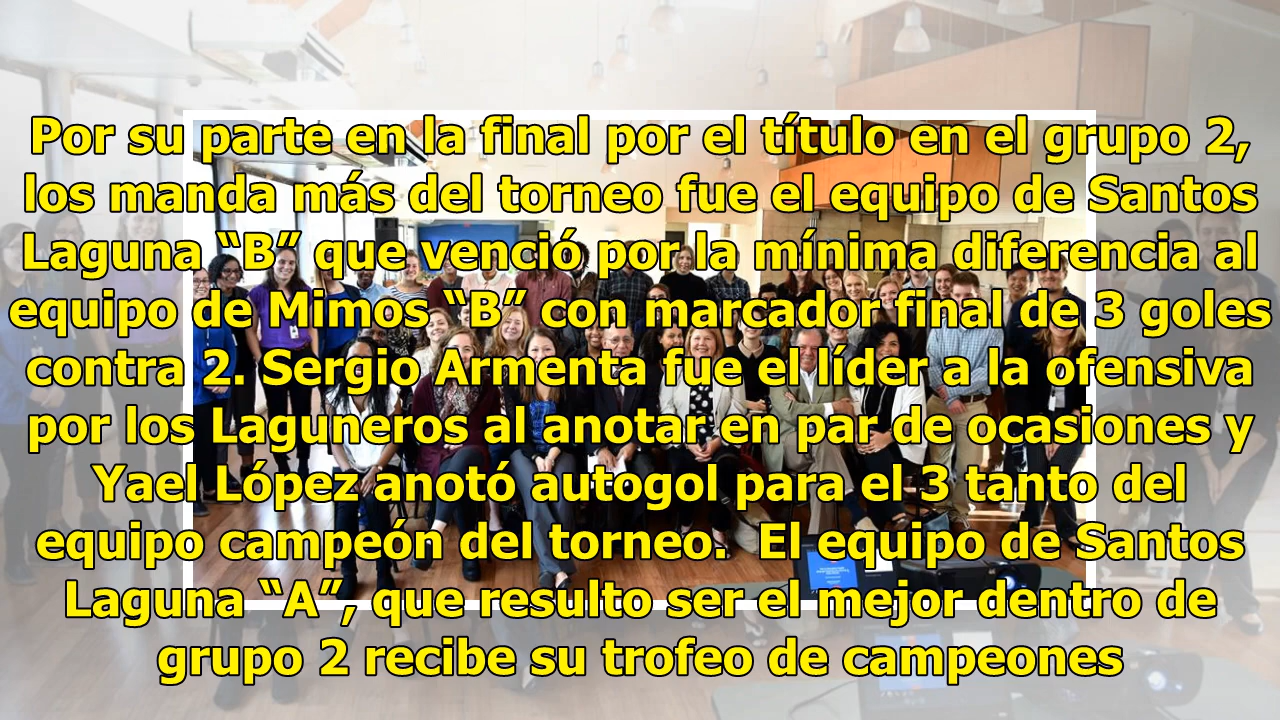 Por su parte en la final por el título en el grupo 2,
los manda más del torneo fue el equipo de Santos
Laguna “B” que venció por la mínima diferencia al
equipo de Mimos “B” con marcador final de 3 goles
contra 2. Sergio Armenta fue el líder a la ofensiva
por los Laguneros al anotar en par de ocasiones y
Yael López anotó autogol para el 3 tanto del
equipo campeón del torneo.  El equipo de Santos
Laguna “A”, que resulto ser el mejor dentro de
grupo 2 recibe su trofeo de campeones